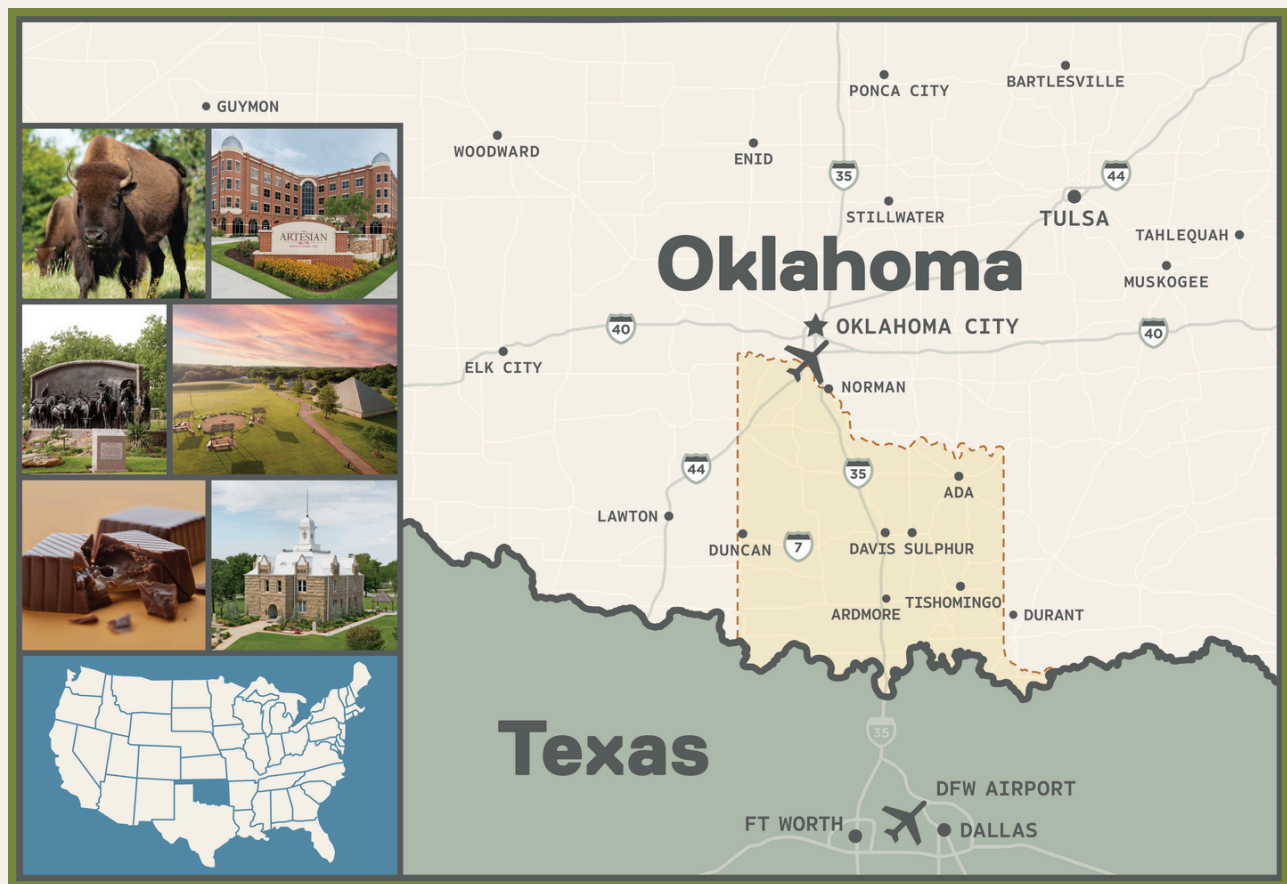 GUYMON
WOODWARD
ENID
PONCA CITY
BARTLESVILLE
35
44
STILLWATER
TULSA
TAHLEQUAH
MUSKOGEE
Oklahoma
ARTESIAN
40
OKLAHOMA CITY
40
ELK CITY
NORMAN
44
35
ADA
LAWTON
DUNCAN
7
DAVIS
SULPHUR
TISHOMINGO
ARDMORE
DURANT
35
Texas
DFW AIRPORT
FT WORTH
DALLAS